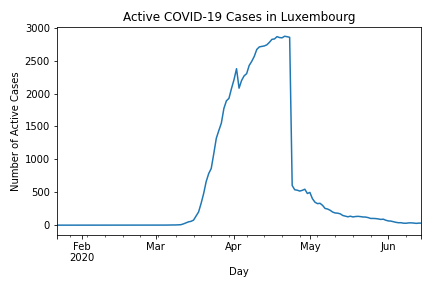 Active COVID-19 Cases in Luxembourg
3000
2500
2000
1500
1000
500
0
Number of Active Cases
Feb
2020
Mar
Apr
May
Jun
Day